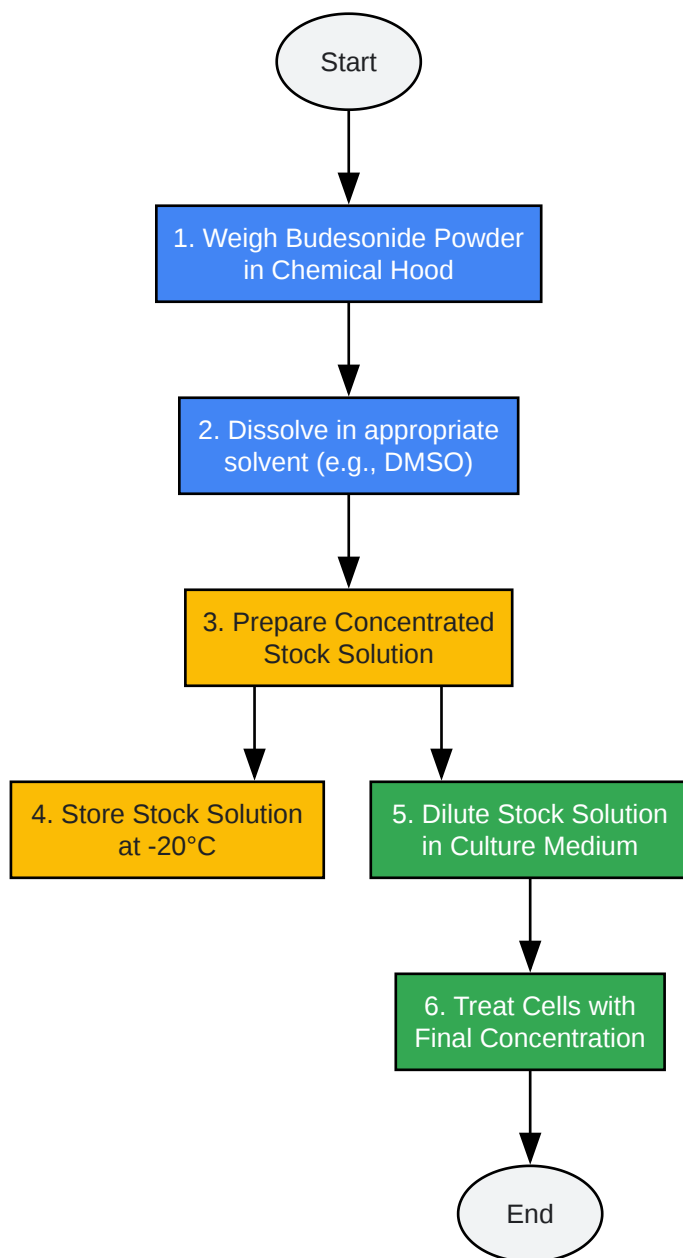 Start
1. Weigh Budesonide Powder
in Chemical Hood
2. Dissolve in appropriate
solvent (e.g., DMSO)
3. Prepare Concentrated
Stock Solution
4. Store Stock Solution
at -20°C
5. Dilute Stock Solution
in Culture Medium
6. Treat Cells with
Final Concentration
End